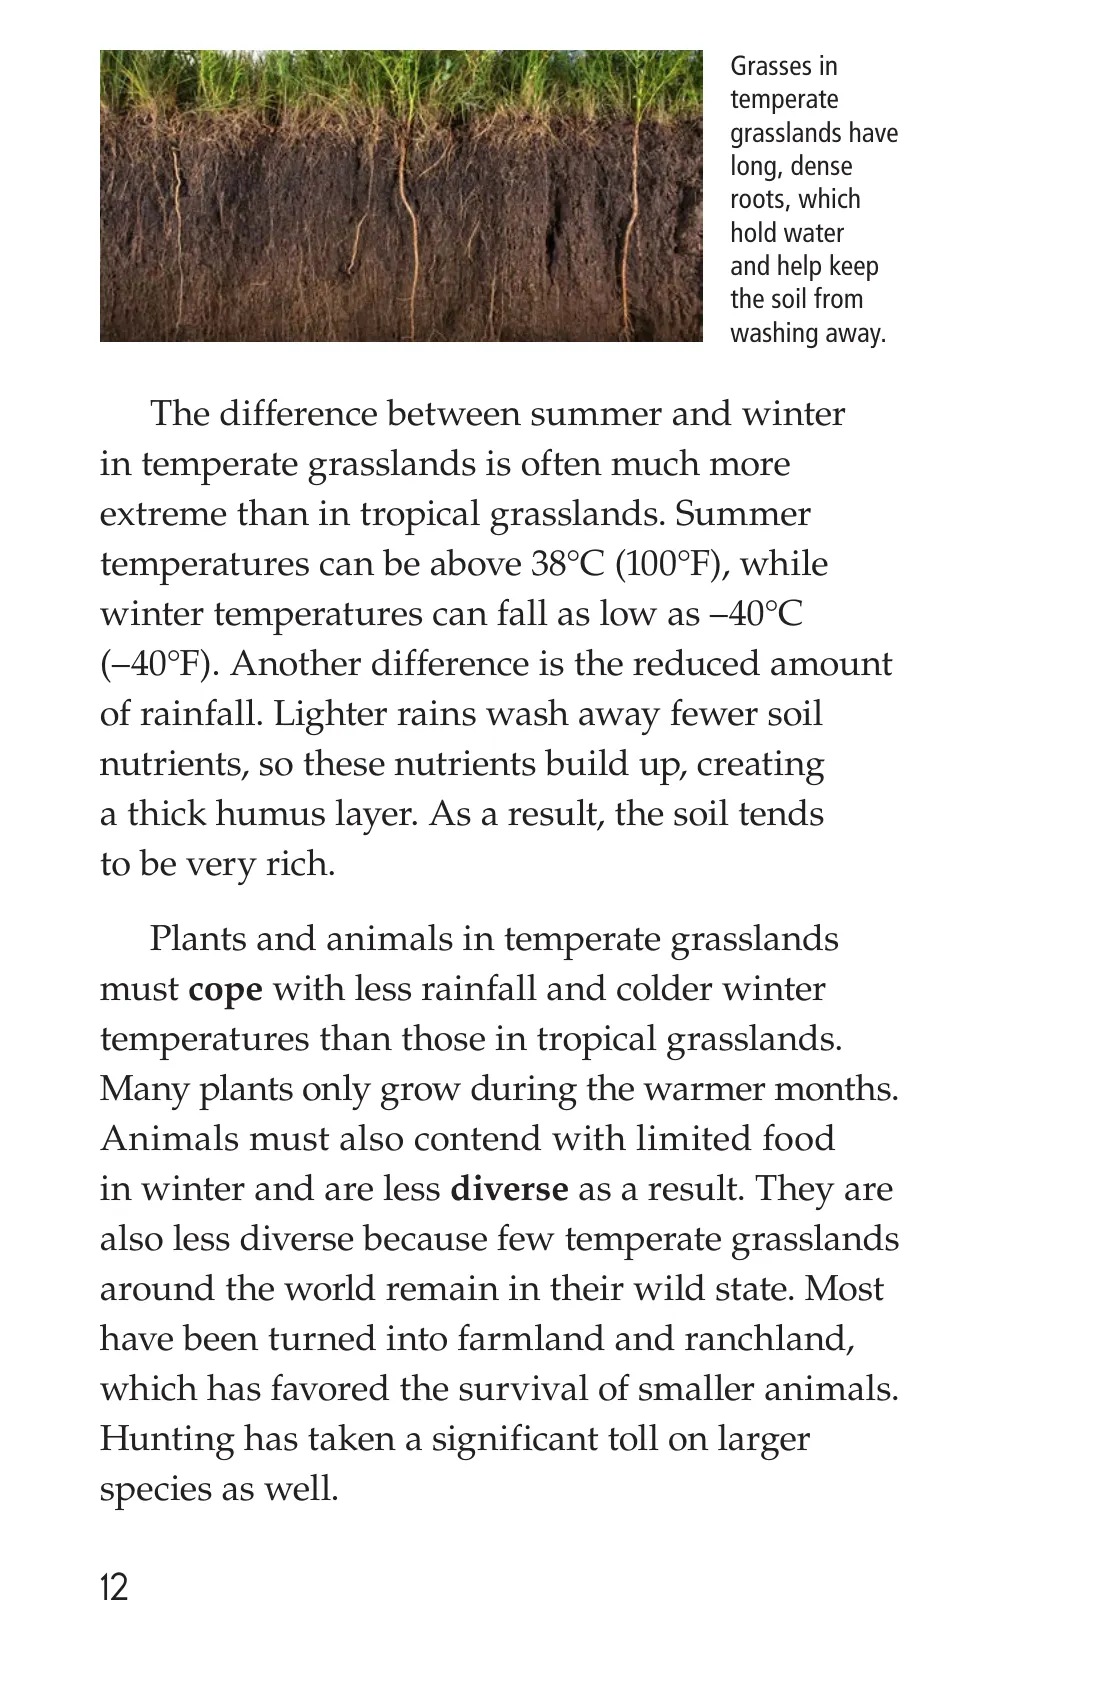 Grasses in
temperate
grasslands have
long, dense
roots, which
hold water
and help keep
the soil from
washing away.
The difference between summer and winter
in temperate grasslands is often much more
extreme than in tropical grasslands. Summer
temperatures can be above 38°C (100°F), while
winter temperatures can fall as low as –40°C
(–40°F). Another difference is the reduced amount
of rainfall. Lighter rains wash away fewer soil
nutrients, so these nutrients build up, creating
a thick humus layer. As a result, the soil tends
to be very rich.
Plants and animals in temperate grasslands
must cope with less rainfall and colder winter
temperatures than those in tropical grasslands.
Many plants only grow during the warmer months.
Animals must also contend with limited food
in winter and are less diverse as a result. They are
also less diverse because few temperate grasslands
around the world remain in their wild state. Most
have been turned into farmland and ranchland,
which has favored the survival of smaller animals.
Hunting has taken a significant toll on larger
species as well.
12